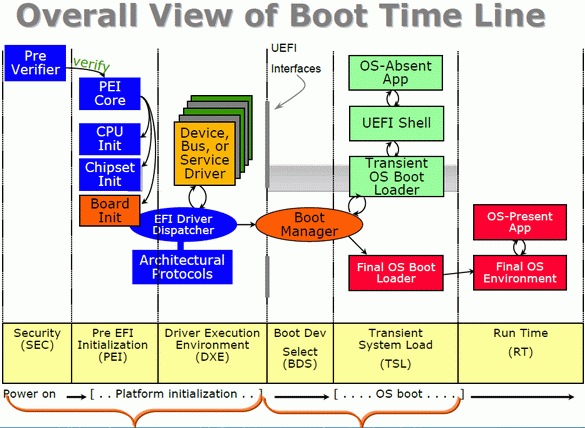 Overall View of Boot Time Line
Pre
Verifier
verify
PEI
Core
CPU
Init
Chipset
Init
Board
Init
Device,
Bus, or
Service
Driver
EFI Driver
Dispatcher
Architectural
Protocols
UEFI
Interfaces
Boot
Manager
OS-Absent
App
UEFI Shell
Transient
OS Boot
Loader
Final OS Boot
Loader
OS-Present
App
Final OS
Environment
Security
(SEC)
Pre EFI
Initialization
(PEI)
Driver Execution
Environment
(DXE)
Boot Dev
Select
(BDS)
Transient
System Load
(TSL)
Run Time
(RT)
Power on
[ . . Platform initialization . . ]
[ . . . . OS boot . . . . ]